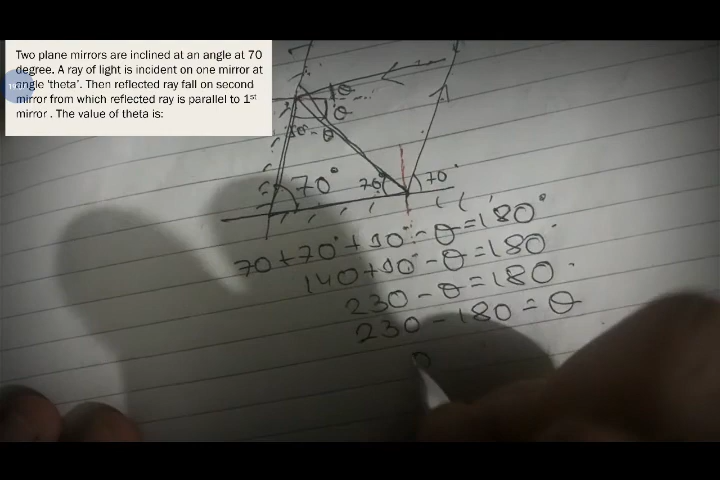 Two plane mirrors are inclined at an angle at 70
degree. A ray of light is incident on one mirror at
angle 'theta'. Then reflected ray fall on second
mirror from which reflected ray is parallel to 1st
mirror . The value of theta is:
θ
θ
90° - θ
70°
70°
70°
70 + 70° + 90° - θ = 180°
140 + 90° - θ = 180°
230 - θ = 180
230 - 180 = θ